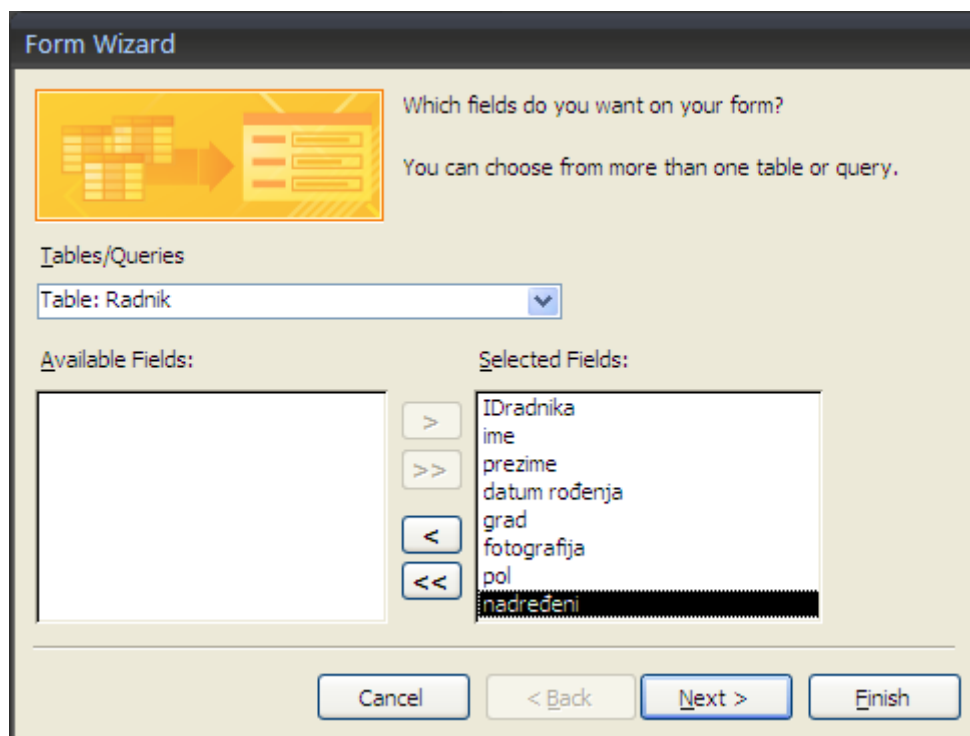 Form Wizard
Which fields do you want on your form?
You can choose from more than one table or query.
Tables/Queries
Table: Radnik
Available Fields:
Selected Fields:
>
>>
<
<<
IDradnika
ime
prezime
datum rođenja
grad
fotografija
pol
nadređeni
Cancel
< Back
Next >
Finish